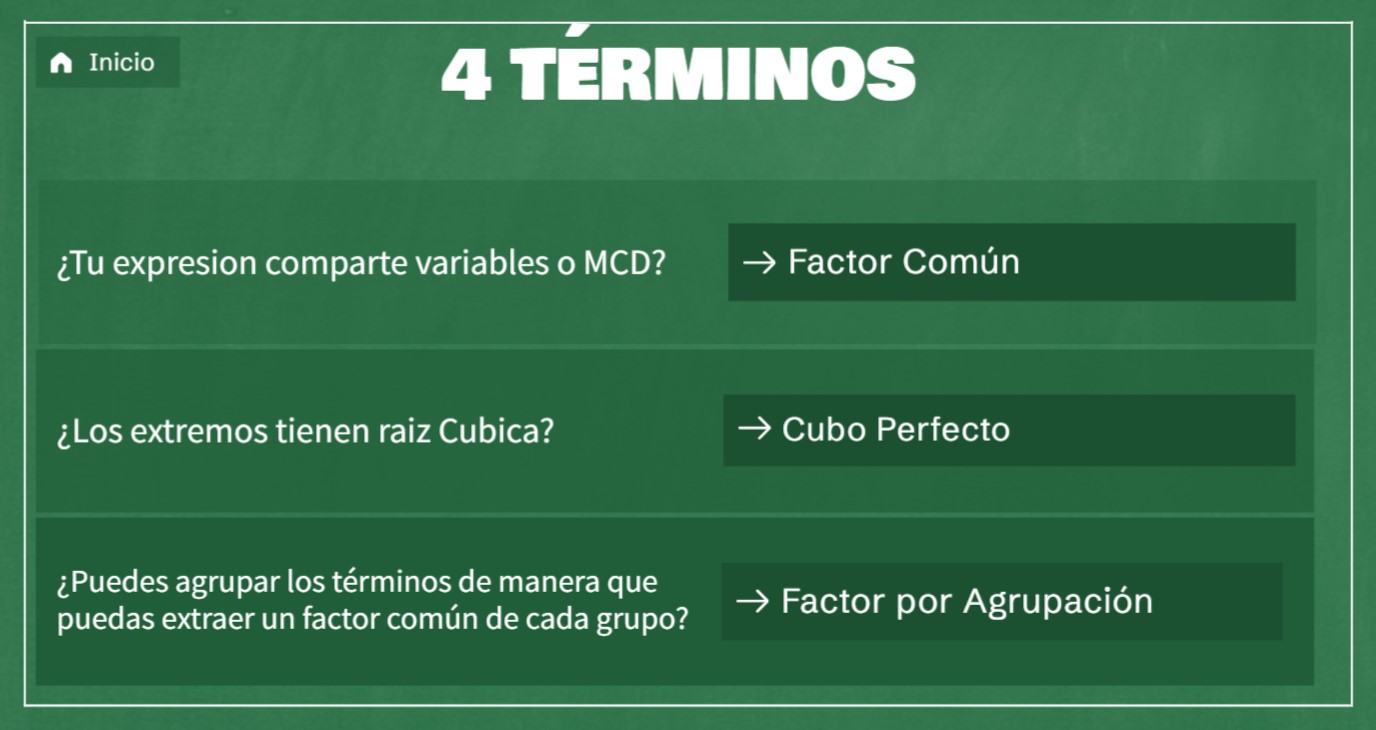 Inicio
4 TÉRMINOS
¿Tu expresion comparte variables o MCD?
→ Factor Común
¿Los extremos tienen raiz Cubica?
→ Cubo Perfecto
¿Puedes agrupar los términos de manera que
puedas extraer un factor común de cada grupo?
→ Factor por Agrupación